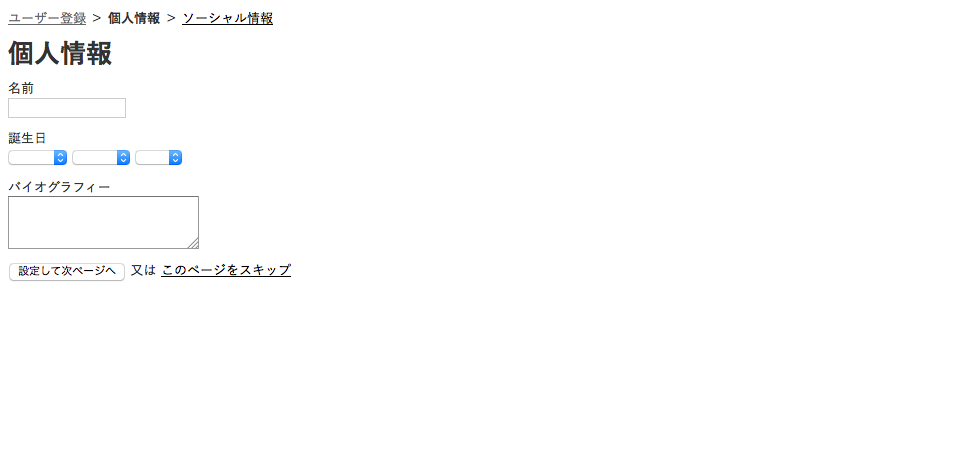 ユーザー登録 > 個人情報 > ソーシャル情報
個人情報
名前
誕生日
バイオグラフィー
設定して次ページへ 又は このページをスキップ